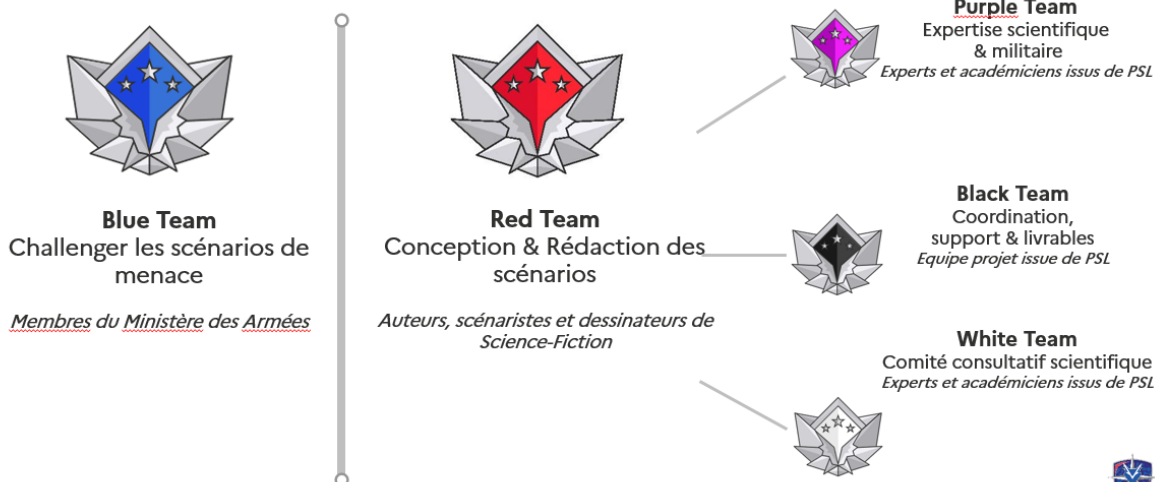 Blue Team
Challenger les scénarios de
menace
Membres du Ministère des Armées
Red Team
Conception & Rédaction des
scénarios
Auteurs, scénaristes et dessinateurs de
Science-Fiction
Purple Team
Expertise scientifique
& militaire
Experts et académiciens issus de PSL
Black Team
Coordination,
support & livrables
Equipe projet issue de PSL
White Team
Comité consultatif scientifique
Experts et académiciens issus de PSL